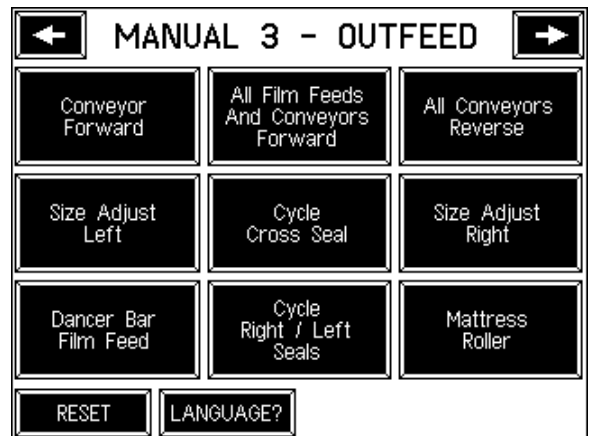 MANUAL 3 - OUTFEED
Conveyor
Forward
All Film Feeds
And Conveyors
Forward
All Conveyors
Reverse
Size Adjust
Left
Cycle
Cross Seal
Size Adjust
Right
Dancer Bar
Film Feed
Cycle
Right / Left
Seals
Mattress
Roller
RESET
LANGUAGE?